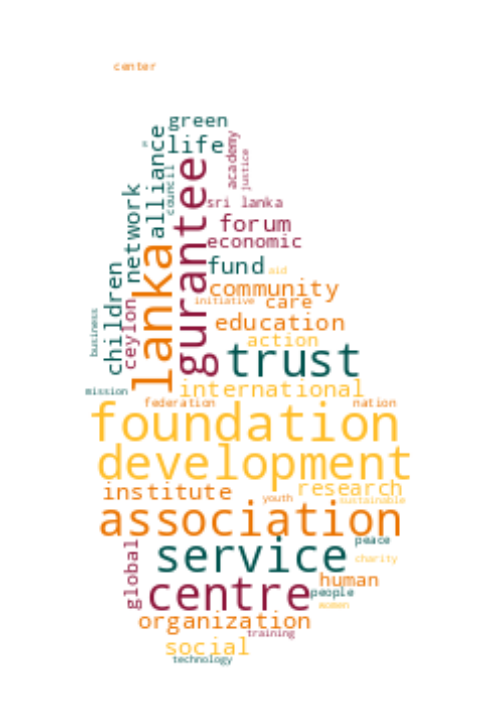 center
green
life
alliance
council
academy
justice
network
gurantee
sri lanka
forum
economic
lanka
fund
aid
children
ceylon
community
initiative
care
business
education
action
trust
mission
international
federation
nation
foundation
development
institute
research
youth
sustainable
association
service
peace
charity
global
centre
human
people
women
organization
training
social
technology